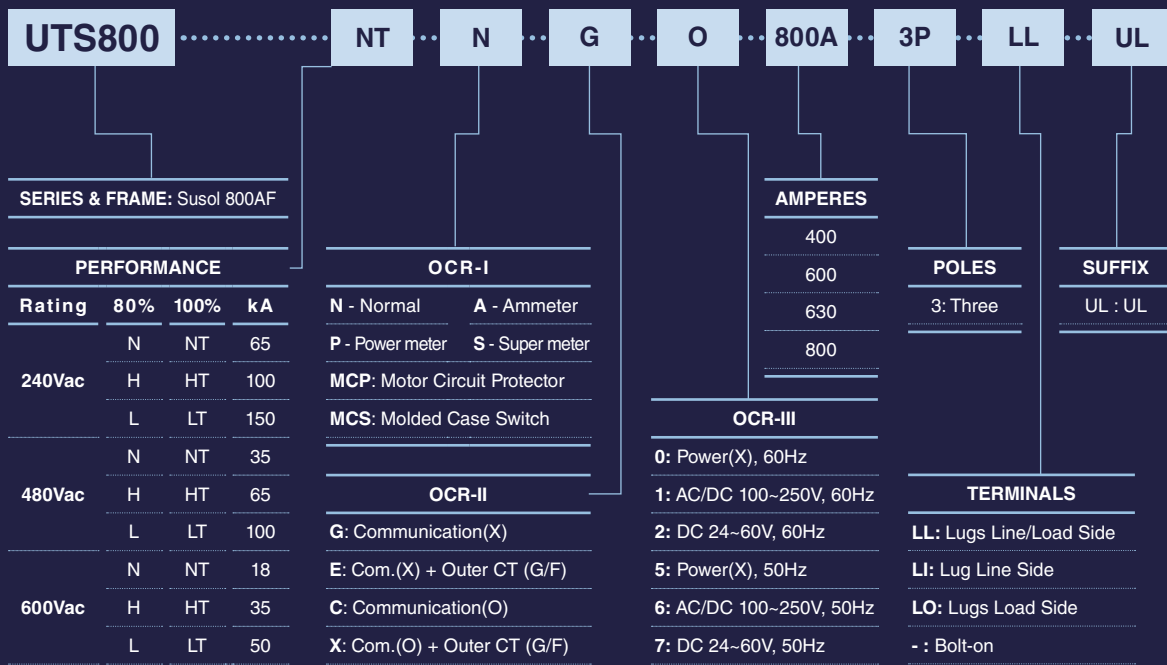 UTS800 NT N G O 800A 3P LL UL
SERIES & FRAME: Susol 800AF
PERFORMANCE
Rating 80% 100% kA
240Vac
N NT 65
H HT 100
L LT 150
480Vac
N NT 35
H HT 65
L LT 100
600Vac
N NT 18
H HT 35
L LT 50
OCR-I
N - Normal A - Ammeter
P - Power meter S - Super meter
MCP: Motor Circuit Protector
MCS: Molded Case Switch
OCR-II
G: Communication(X)
E: Com.(X) + Outer CT (G/F)
C: Communication(O)
X: Com.(O) + Outer CT (G/F)
AMPERES
400
600
630
800
OCR-III
0: Power(X), 60Hz
1: AC/DC 100~250V, 60Hz
2: DC 24~60V, 60Hz
5: Power(X), 50Hz
6: AC/DC 100~250V, 50Hz
7: DC 24~60V, 50Hz
POLES
3: Three
SUFFIX
UL : UL
TERMINALS
LL: Lugs Line/Load Side
LI: Lug Line Side
LO: Lugs Load Side
- : Bolt-on